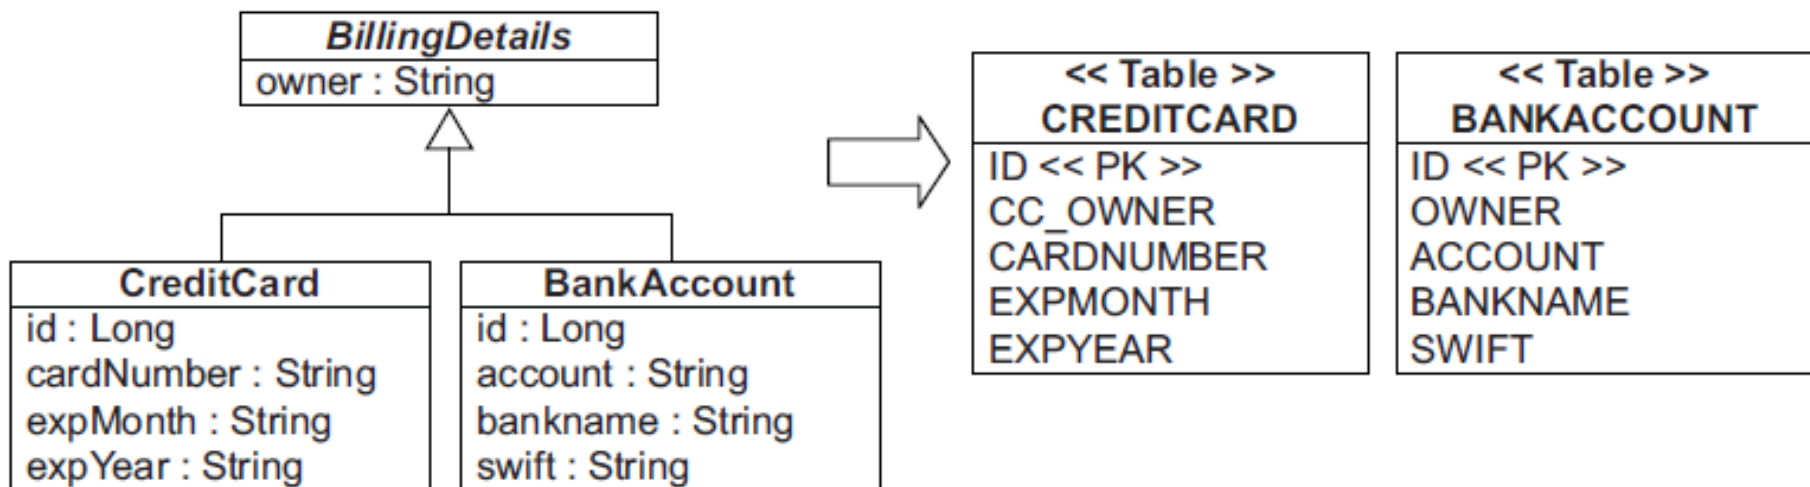 BillingDetails
owner : String
CreditCard
id : Long
cardNumber : String
expMonth : String
expYear : String
BankAccount
id : Long
account : String
bankname : String
swift : String
<< Table >>
CREDITCARD
ID << PK >>
CC_OWNER
CARDNUMBER
EXPMONTH
EXPYEAR
<< Table >>
BANKACCOUNT
ID << PK >>
OWNER
ACCOUNT
BANKNAME
SWIFT